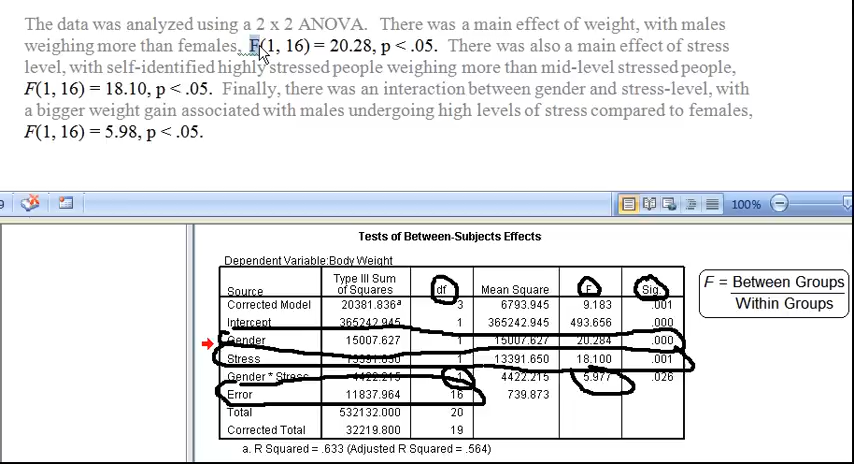 The data was analyzed using a 2 x 2 ANOVA. There was a main effect of weight, with males
weighing more than females, F(1, 16) = 20.28, p < .05. There was also a main effect of stress
level, with self-identified highly stressed people weighing more than mid-level stressed people,
F(1, 16) = 18.10, p < .05. Finally, there was an interaction between gender and stress-level, with
a bigger weight gain associated with males undergoing high levels of stress compared to females,
F(1, 16) = 5.98, p < .05.
9 100%
Tests of Between-Subjects Effects
Dependent Variable:Body Weight
Source Type III Sum of Squares df Mean Square F Sig.
Corrected Model 20381.836a 3 6793.945 9.183 .001
Intercept 365242.945 1 365242.945 493.656 .000
Gender 15007.627 1 15007.627 20.284 .000
Stress 13391.650 1 13391.650 18.100 .001
Gender * Stress 4422.215 1 4422.215 5.977 .026
Error 11837.964 16 739.873
Total 532132.000 20
Corrected Total 32219.800 19
a. R Squared = .633 (Adjusted R Squared = .564)
F = Between Groups
Within Groups